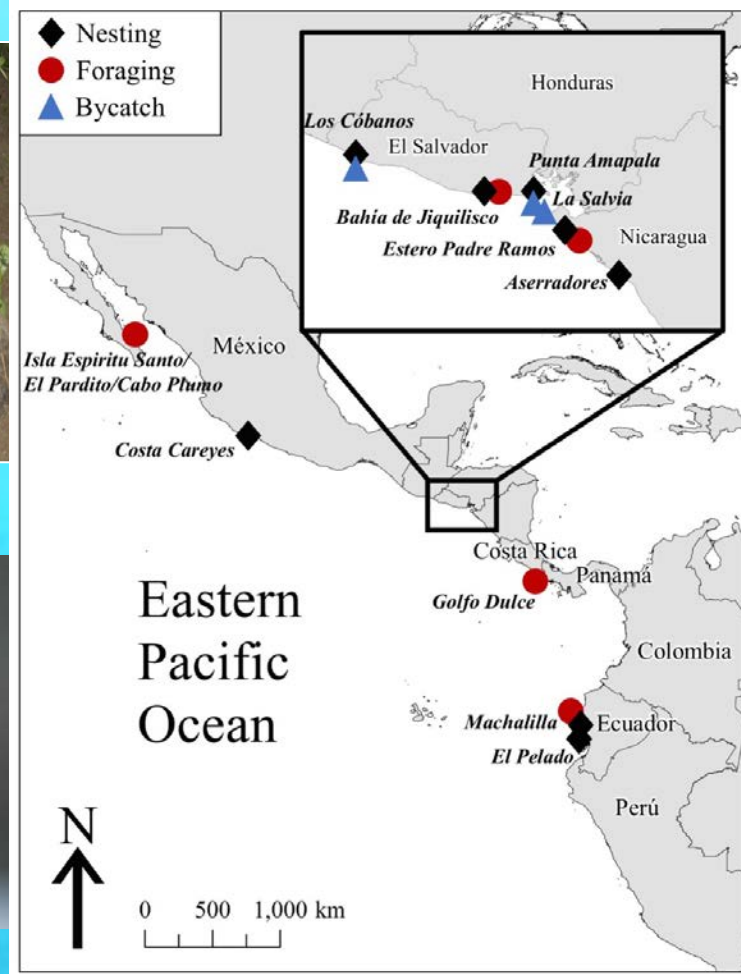 Nesting
Foraging
Bycatch
Honduras
Los Cóbanos
El Salvador
Punta Amapala
La Salvia
Bahía de Jiquilisco
Estero Padre Ramos
Nicaragua
Aserradores
México
Isla Espiritu Santo/
El Pardito/Cabo Plumo
Costa Careyes
Costa Rica
Panamá
Golfo Dulce
Eastern
Pacific
Ocean
Colombia
Machalilla
Ecuador
El Pelado
Perú
N
0 500 1,000 km